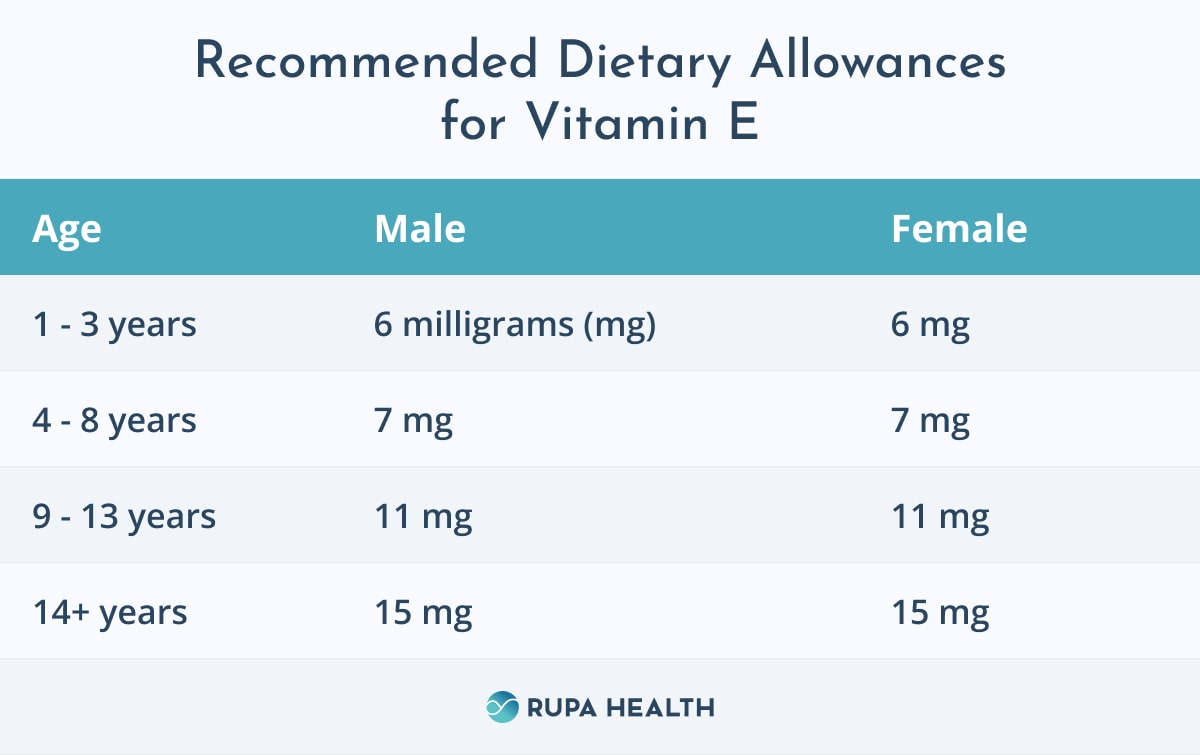 Recommended Dietary Allowances
for Vitamin E
Age Male Female
1 - 3 years 6 milligrams (mg) 6 mg
4 - 8 years 7 mg 7 mg
9 - 13 years 11 mg 11 mg
14+ years 15 mg 15 mg
RUPA HEALTH